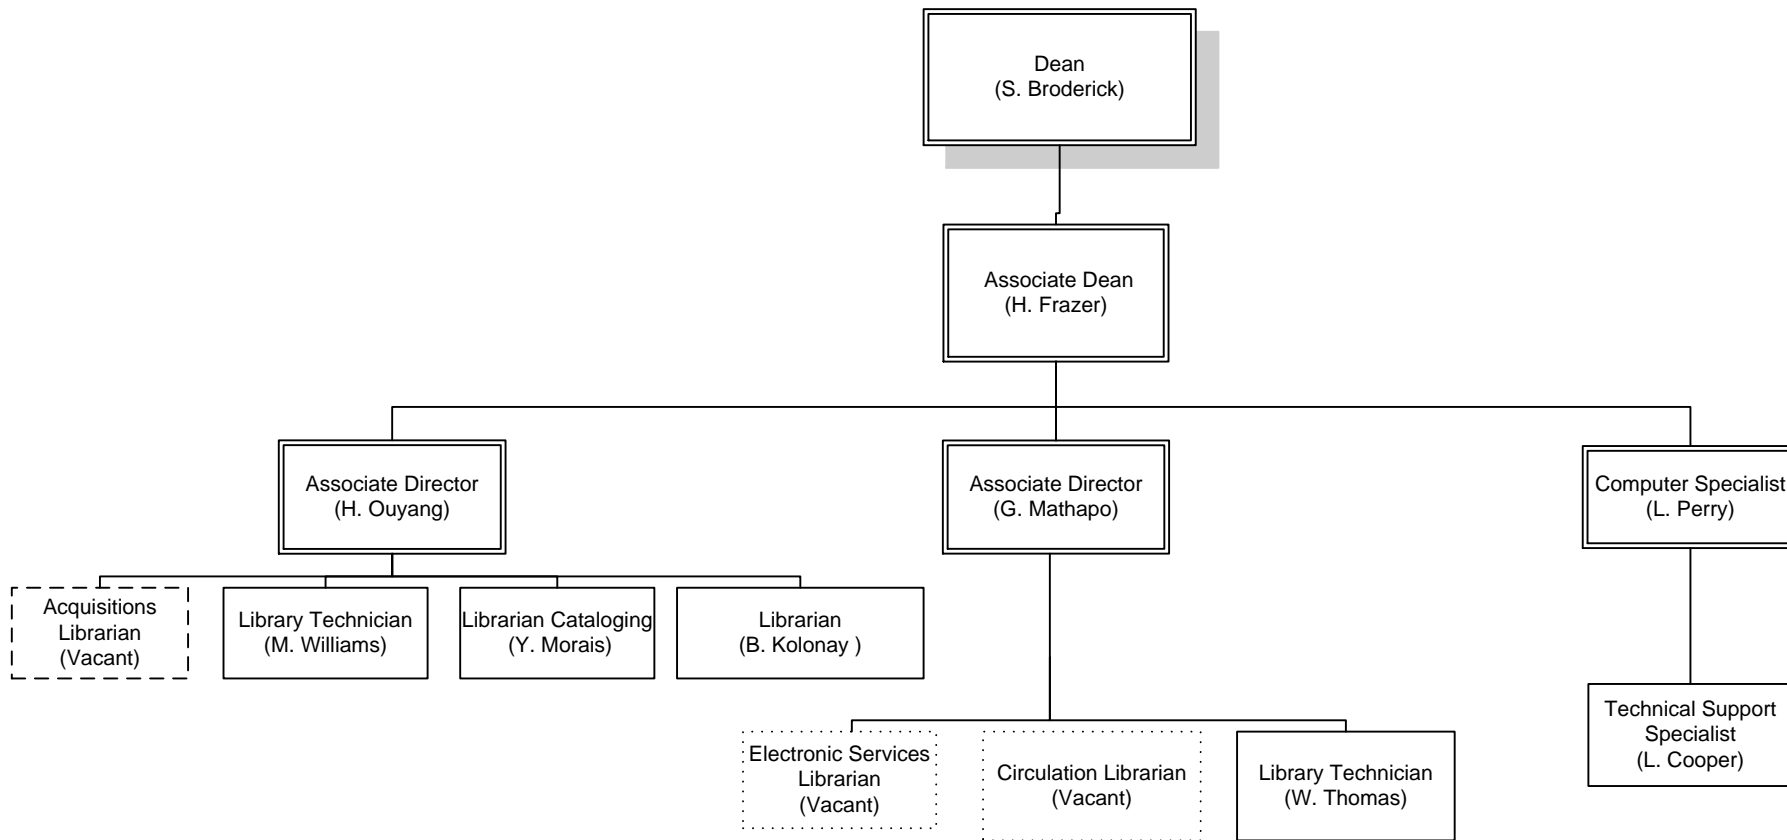 Dean
(S. Broderick)
Associate Dean
(H. Frazer)
Associate Director
(H. Ouyang)
Associate Director
(G. Mathapo)
Computer Specialist
(L. Perry)
Acquisitions
Librarian
(Vacant)
Library Technician
(M. Williams)
Librarian Cataloging
(Y. Morais)
Librarian
(B. Kolonay )
Electronic Services
Librarian
(Vacant)
Circulation Librarian
(Vacant)
Library Technician
(W. Thomas)
Technical Support
Specialist
(L. Cooper)